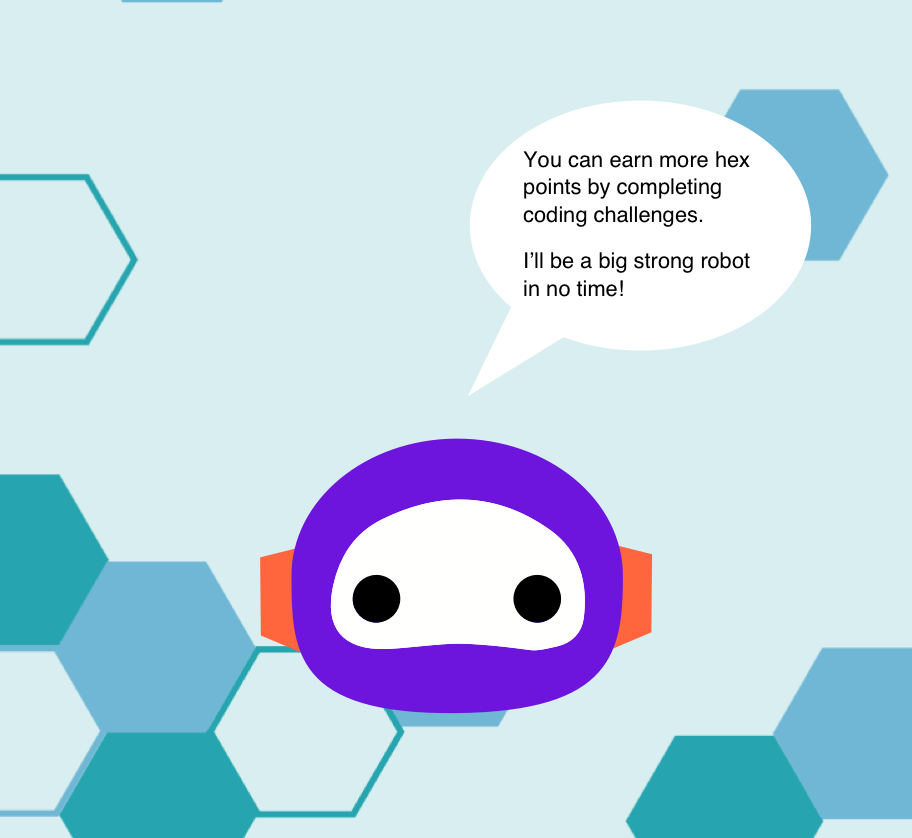 You can earn more hex
points by completing
coding challenges.
I’ll be a big strong robot
in no time!